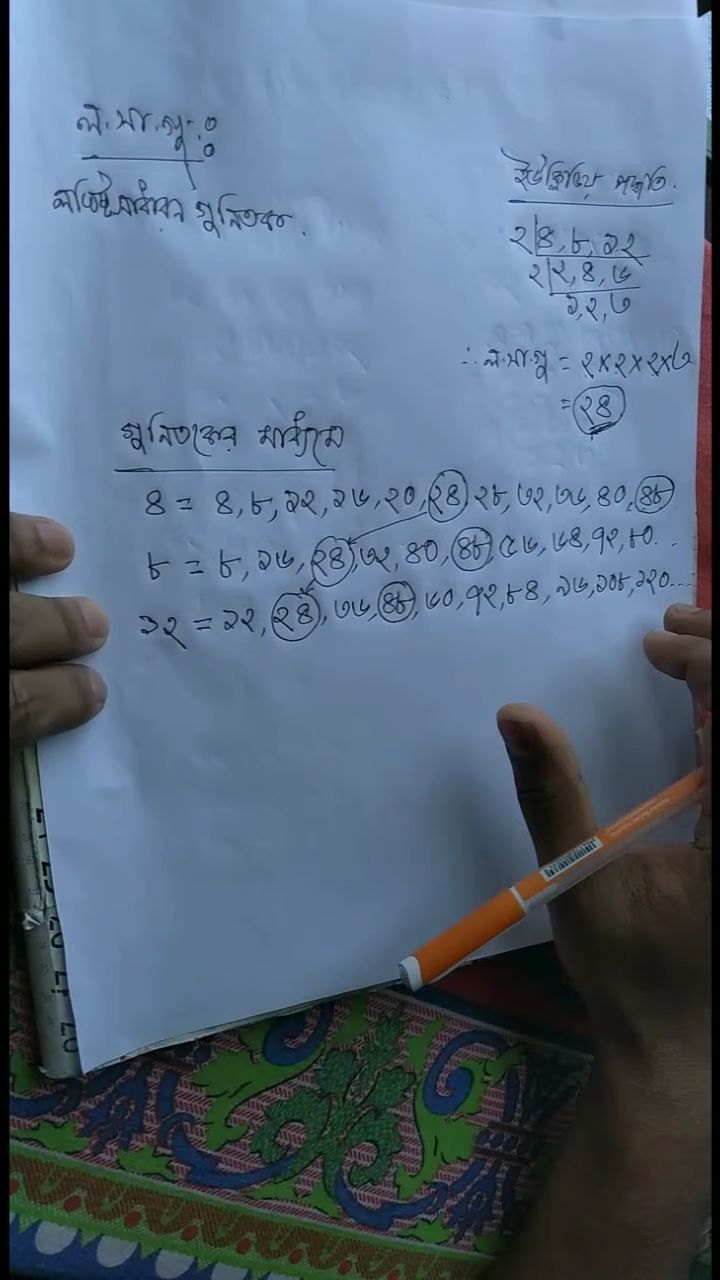 ল.সা.গু.ঃ
লঘিষ্ট সাধারন গুনিতক.
ইউক্লিডিয় পদ্ধতি.
২|৪, ৮, ১২
২|২, ৪, ৬
১, ২, ৩
∴ ল.সা.গু = ২×২×২×৩
= ২৪
গুনিতকের মাধ্যমে
৪ = ৪, ৮, ১২, ১৬, ২০, ২৪ ২৮, ৩২, ৩৬, ৪০, ৪৮
৮ = ৮, ১৬, ২৪, ৩২, ৪০, ৪৮, ৫৬, ৬৪, ৭২, ৮০...
১২ = ১২, ২৪, ৩৬, ৪৮, ৬০, ৭২, ৮৪, ৯৬, ১০৮, ১২০....